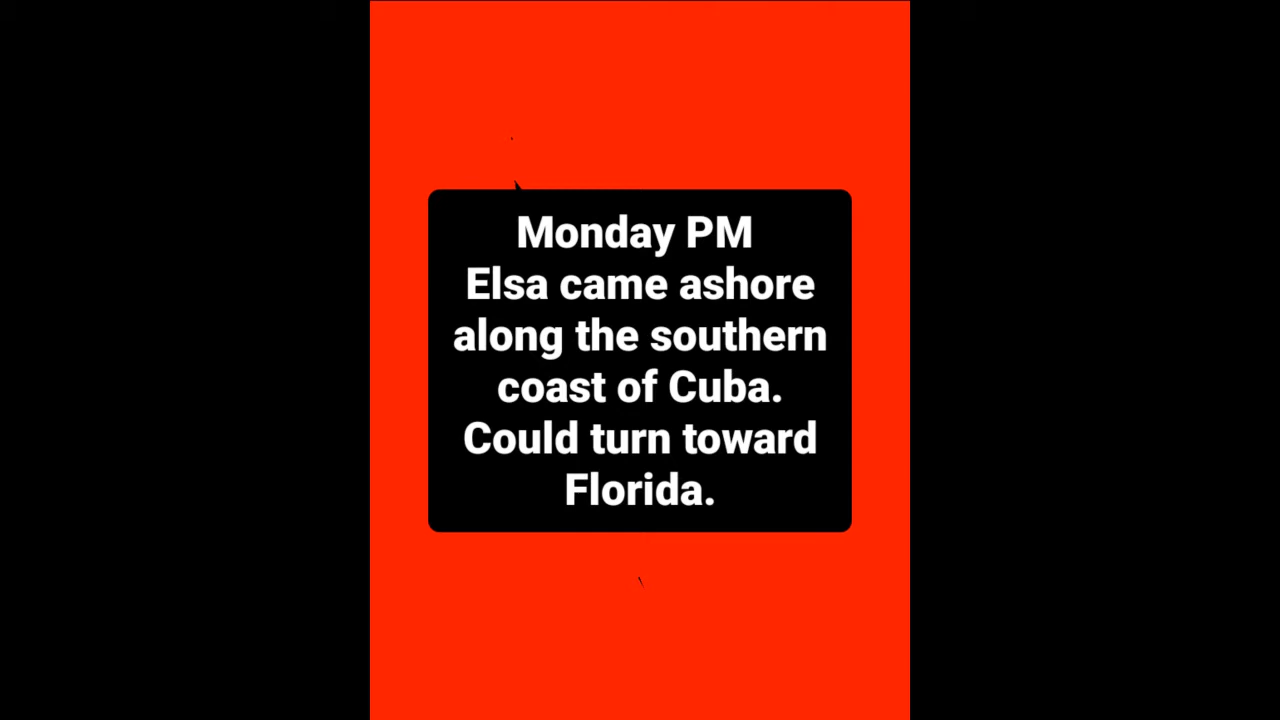 Monday PM
Elsa came ashore
along the southern
coast of Cuba.
Could turn toward
Florida.